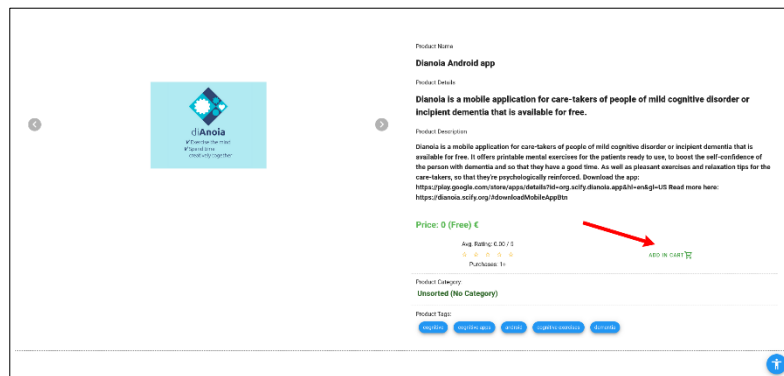 diAnoia
Exercise the mind
Spend time
creatively together
Product Name
Dianoia Android app
Product Details
Dianoia is a mobile application for care-takers of people of mild cognitive disorder or
incipient dementia that is available for free.
Product Description
Dianoia is a mobile application for care-takers of people of mild cognitive disorder or incipient dementia that is
available for free. It offers printable mental exercises for the patients ready to use, to boost the self-confidence of
the person with dementia and so that they have a good time. As well as pleasant exercises and relaxation tips for the
care-takers, so that they're psychologically reinforced. Download the app:
https://play.google.com/store/apps/details?id=org.scify.dianoia.app&hl=en&gl=US Read more here:
https://dianoia.scify.org/#downloadMobileAppBtn
Price: 0 (Free) €
Avg. Rating: 0.00 / 5
ADD IN CART
Purchases: 1+
Product Category:
Unsorted (No Category)
Product Tags:
cognitive cognitive apps android cognitive exercises dementia